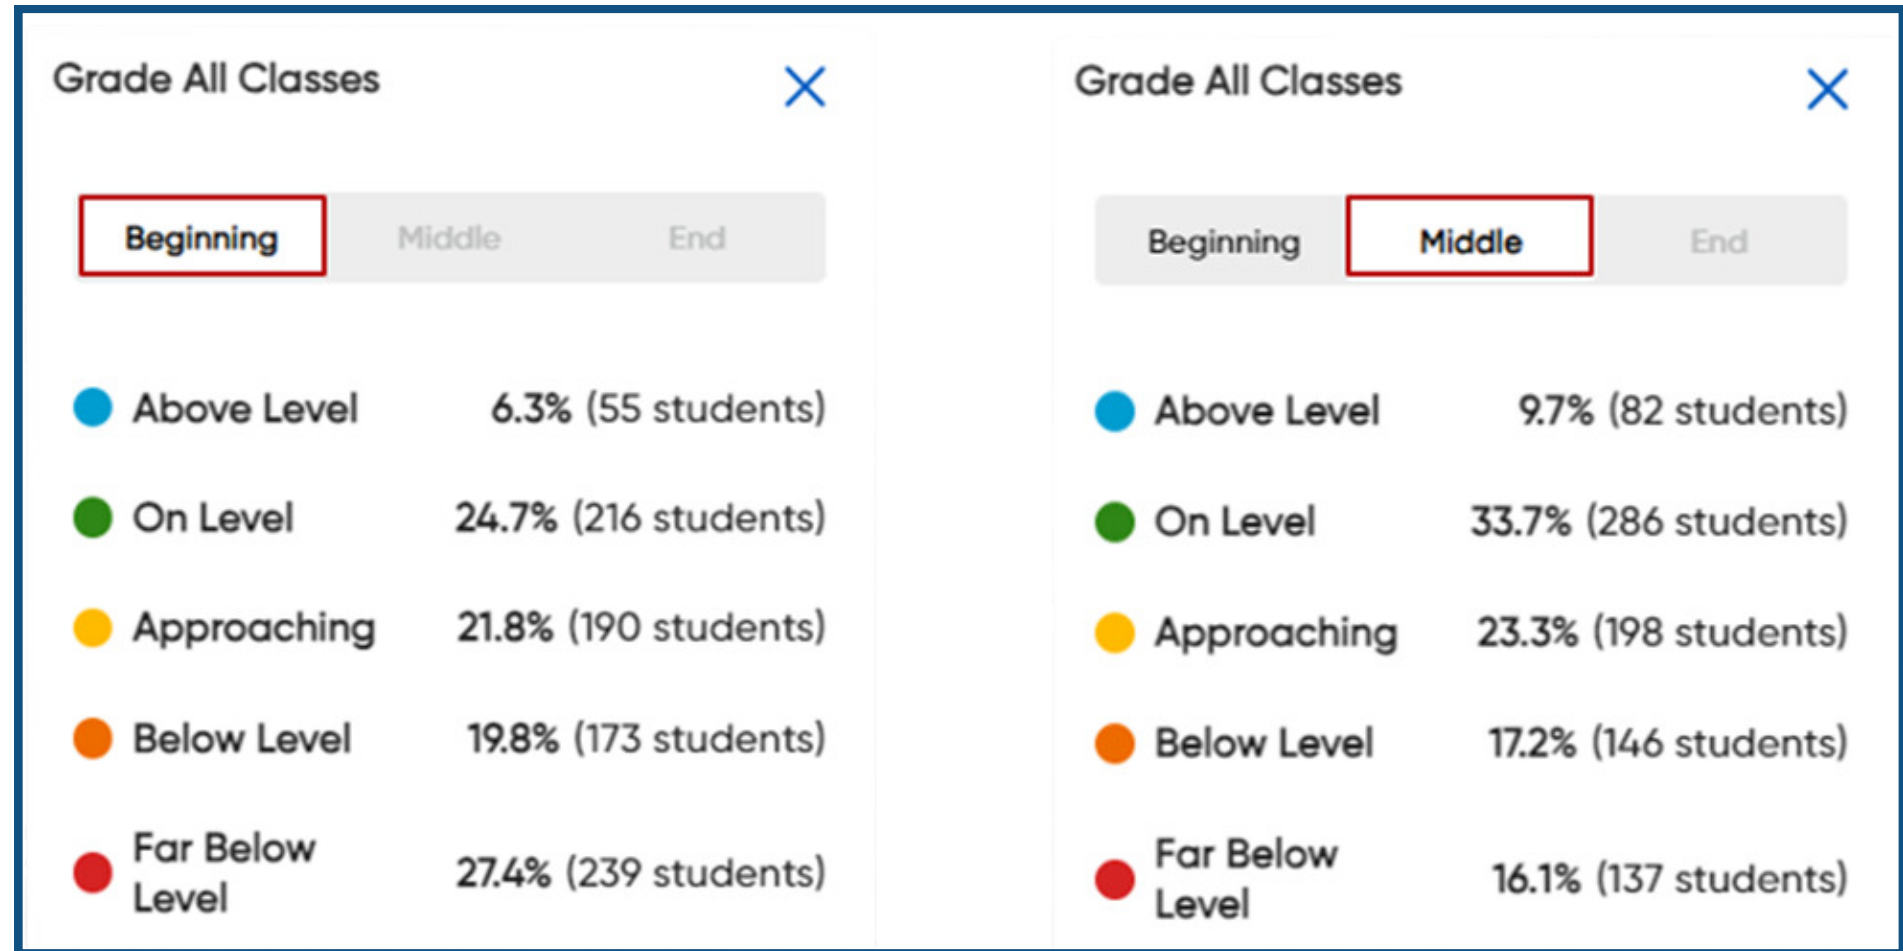 Grade All Classes
Beginning Middle End
Above Level 6.3% (55 students)
On Level 24.7% (216 students)
Approaching 21.8% (190 students)
Below Level 19.8% (173 students)
Far Below
Level 27.4% (239 students)
Grade All Classes
Beginning Middle End
Above Level 9.7% (82 students)
On Level 33.7% (286 students)
Approaching 23.3% (198 students)
Below Level 17.2% (146 students)
Far Below
Level 16.1% (137 students)